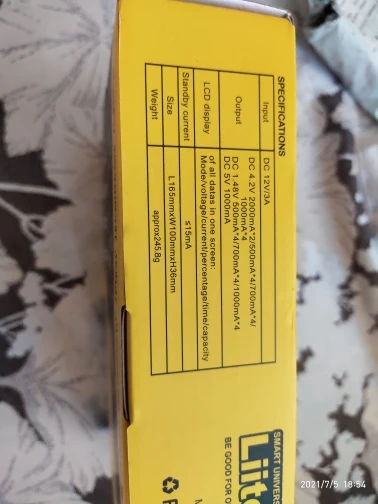 SPECIFICATIONS
Input DC 12V/3A
Output DC 4.2V 2000mA*2/500mA*4/700mA*4/
1000mA*4
DC 1.48V 500mA*4/700mA*4/1000mA*4
DC 5V 1000mA
LCD display of all datas in one screen:
Mode/voltage/current/percentage/time/capacity
Standby current ≤15mA
Size L165mmxW100mmxH36mm
Weight approx245.8g
SMART UNIVERS
Liit
BE GOOD FOR
2021/7/5 18:54